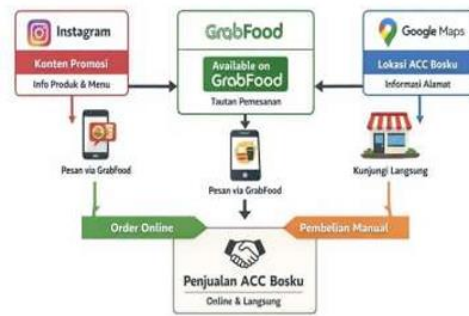 Instagram
Konten Promosi
Info Produk & Menu
GrabFood
Available on
GrabFood
Tautan Pemesanan
Google Maps
Lokasi ACC Bosku
Informasi Alamat
Pesan via GrabFood
Pesan via GrabFood
Kunjungi Langsung
Order Online
Pembelian Manual
Penjualan ACC Bosku
Online & Langsung